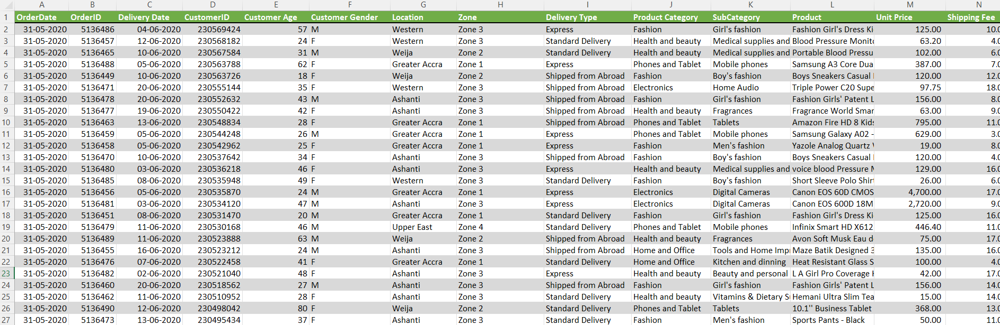 A B C D E F G H I J K L M N
1 OrderDate OrderID Delivery Date CustomerID Customer Age Customer Gender Location Zone Delivery Type Product Category SubCategory Product Unit Price Shipping Fee
2 31-05-2020 5136486 04-06-2020 230569424 57 M Western Zone 3 Express Fashion Girl's fashion Fashion Girl's Dress Ki 125.00 10.0
3 31-05-2020 5136457 12-06-2020 230568182 24 F Western Zone 3 Standard Delivery Health and beauty Medical supplies and Blood Pressure Monito 63.20 4.0
4 31-05-2020 5136465 10-06-2020 230567584 31 M Weija Zone 2 Standard Delivery Health and beauty Medical supplies and Portable Blood Pressu 102.00 6.0
5 31-05-2020 5136488 05-06-2020 230563788 62 F Greater Accra Zone 1 Express Phones and Tablet Mobile phones Samsung A3 Core Dua 387.00 7.0
6 31-05-2020 5136449 10-06-2020 230563726 18 F Weija Zone 2 Shipped from Abroad Fashion Boy's fashion Boys Sneakers Casual 120.00 12.0
7 31-05-2020 5136471 20-06-2020 230555144 35 F Western Zone 3 Shipped from Abroad Electronics Home Audio Triple Power C20 Supe 97.75 18.0
8 31-05-2020 5136478 20-06-2020 230552632 43 M Ashanti Zone 3 Shipped from Abroad Fashion Girl's fashion Fashion Girls' Patent L 156.00 8.0
9 31-05-2020 5136477 19-06-2020 230550422 42 F Ashanti Zone 3 Shipped from Abroad Health and beauty Fragrances Fragrance World Smar 63.00 9.0
10 31-05-2020 5136463 13-06-2020 230548834 28 F Greater Accra Zone 1 Shipped from Abroad Phones and Tablet Tablets Amazon Fire HD 8 Kids 795.00 11.0
11 31-05-2020 5136459 05-06-2020 230544248 26 M Greater Accra Zone 1 Express Phones and Tablet Mobile phones Samsung Galaxy A02 - 629.00 3.0
12 31-05-2020 5136458 05-06-2020 230542962 25 F Greater Accra Zone 1 Express Fashion Men's fashion Yazole Analog Quartz 19.00 8.0
13 31-05-2020 5136470 10-06-2020 230537642 34 F Ashanti Zone 3 Shipped from Abroad Fashion Boy's fashion Boys Sneakers Casual 120.00 4.0
14 31-05-2020 5136480 03-06-2020 230536218 46 F Ashanti Zone 3 Express Health and beauty Medical supplies and voice blood Pressure 129.00 16.0
15 31-05-2020 5136485 08-06-2020 230535948 49 F Western Zone 3 Standard Delivery Fashion Boy's fashion Short Sleeve Polo Shir 26.00 6.0
16 31-05-2020 5136456 05-06-2020 230535870 24 M Greater Accra Zone 1 Express Electronics Digital Cameras Canon EOS 60D CMOS 4,700.00 17.0
17 31-05-2020 5136481 03-06-2020 230534120 47 M Ashanti Zone 3 Express Electronics Digital Cameras Canon EOS 600D 18M 2,720.00 9.0
18 31-05-2020 5136451 08-06-2020 230531470 20 M Greater Accra Zone 1 Standard Delivery Fashion Girl's fashion Fashion Girl's Dress Ki 125.00 16.0
19 31-05-2020 5136479 11-06-2020 230530168 46 M Upper East Zone 4 Standard Delivery Phones and Tablet Mobile phones Infinix Smart HD X612 446.40 11.0
20 31-05-2020 5136489 11-06-2020 230523888 63 M Weija Zone 2 Shipped from Abroad Health and beauty Fragrances Avon Soft Musk Eau d 75.00 17.0
21 31-05-2020 5136455 16-06-2020 230523212 24 M Ashanti Zone 3 Shipped from Abroad Home and Office Tools and Home Imp Maze Batik Designed 3 135.00 16.0
22 31-05-2020 5136476 07-06-2020 230522458 41 F Greater Accra Zone 1 Standard Delivery Home and Office Kitchen and dinning Heat Resistant Glass S 100.00 4.0
23 31-05-2020 5136482 02-06-2020 230521040 48 F Ashanti Zone 3 Express Health and beauty Beauty and personal L A Girl Pro Coverage 42.00 17.0
24 31-05-2020 5136460 20-06-2020 230518562 27 M Ashanti Zone 3 Shipped from Abroad Fashion Girl's fashion Fashion Girls' Patent L 156.00 14.0
25 31-05-2020 5136462 11-06-2020 230510952 28 F Ashanti Zone 3 Standard Delivery Health and beauty Vitamins & Dietary S Hemani Ultra Slim Tea 15.00 14.0
26 31-05-2020 5136490 12-06-2020 230498042 80 F Weija Zone 2 Standard Delivery Phones and Tablet Tablets 10.1'' Business Tablet 368.00 13.0
27 31-05-2020 5136473 13-06-2020 230495434 37 F Ashanti Zone 3 Standard Delivery Fashion Men's fashion Sports Pants - Black 50.00 11.0